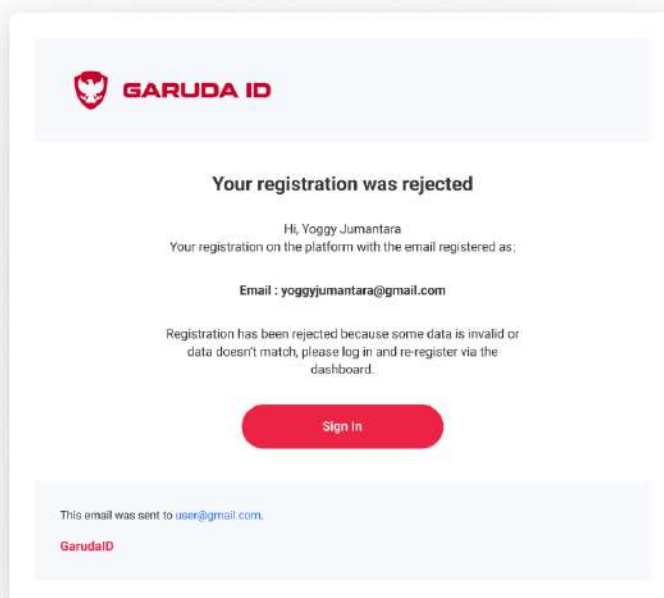 GARUDA ID
Your registration was rejected
Hi, Yoggy Jumantara
Your registration on the platform with the email registered as:
Email : yoggyjumantara@gmail.com
Registration has been rejected because some data is invalid or
data doesn't match, please log in and re-register via the
dashboard.
Sign In
This email was sent to user@gmail.com.
GarudaID